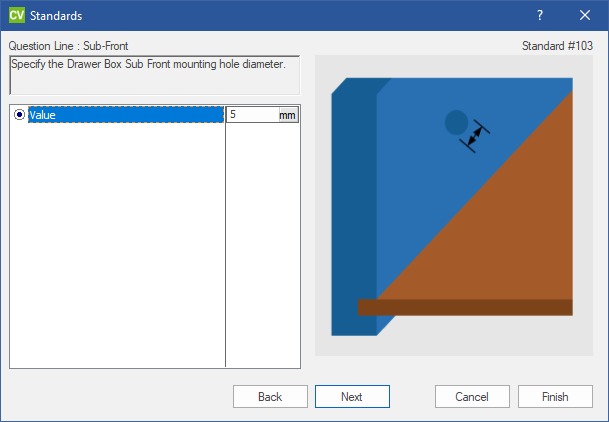 CV Standards ?
Question Line : Sub-Front Standard #103
Specify the Drawer Box Sub Front mounting hole diameter.
Value 5 mm
Back Next Cancel Finish